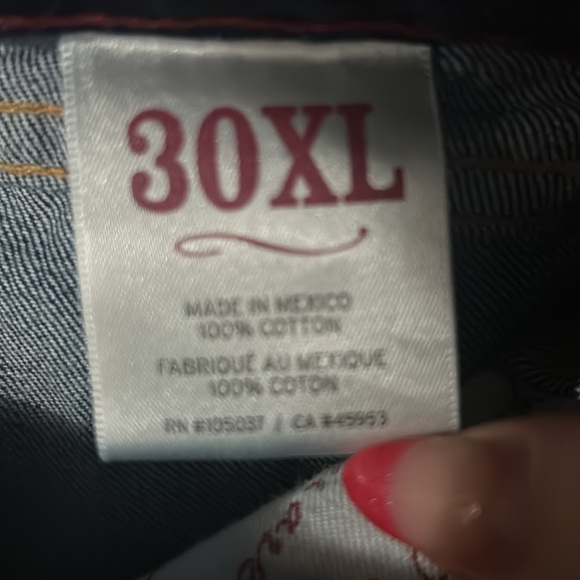 30XL
MADE IN MEXICO
100% COTTON
FABRIQUÉ AU MEXIQUE
100% COTON
RN #105037 / CA #45953